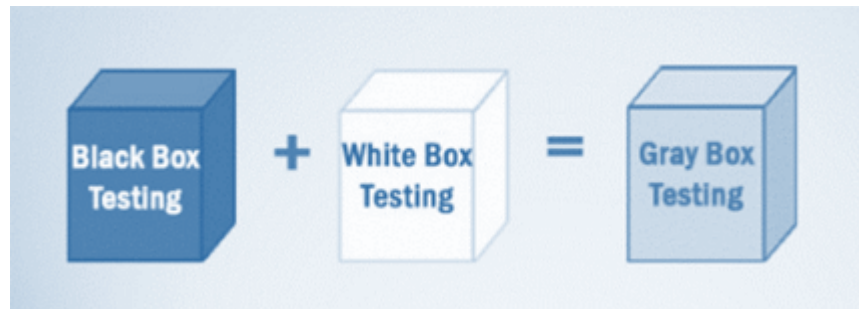 Black Box
Testing
+
White Box
Testing
=
Gray Box
Testing